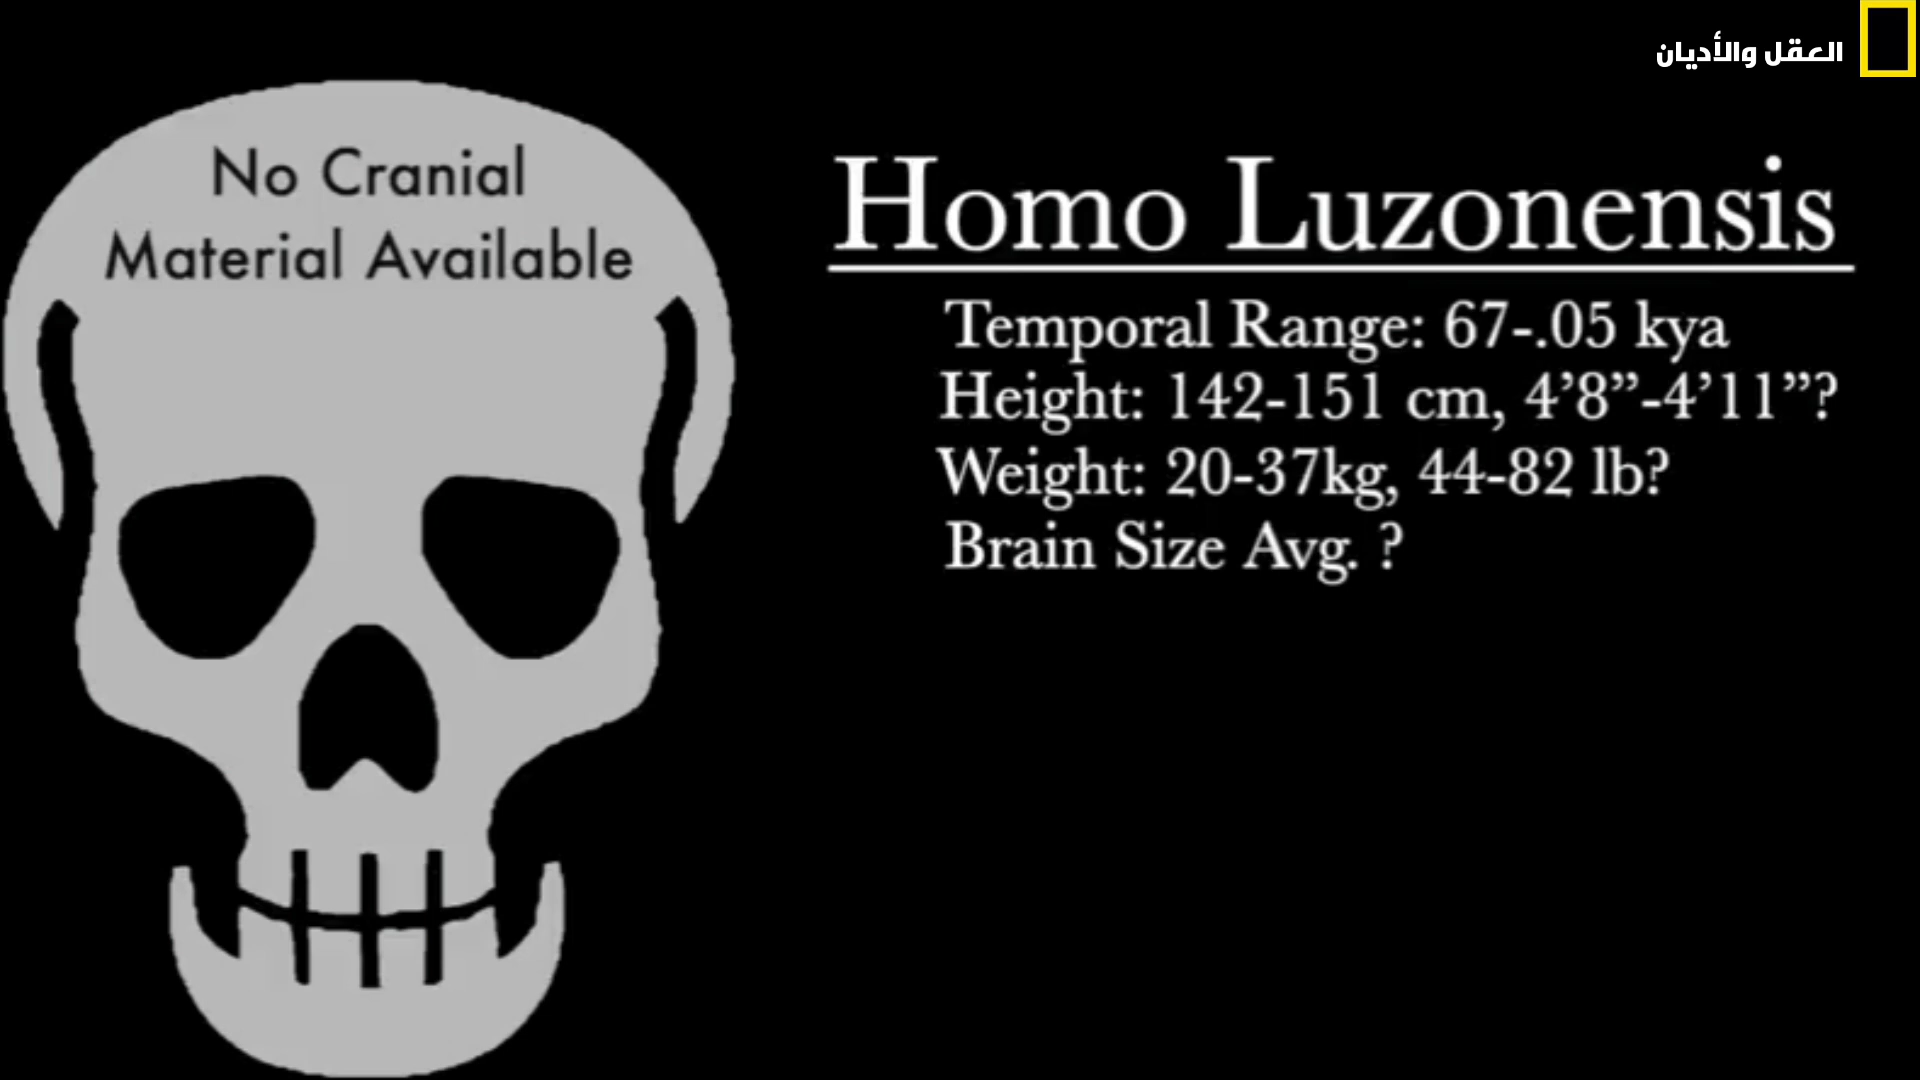 العقل والأديان
No Cranial
Material Available
Homo Luzonensis
Temporal Range: 67-.05 kya
Height: 142-151 cm, 4’8”-4’11”?
Weight: 20-37kg, 44-82 lb?
Brain Size Avg. ?